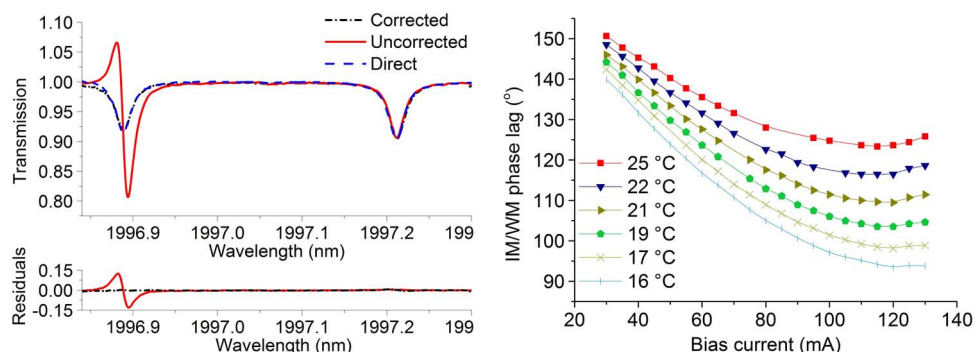 1.10
1.05
1.00
0.95
0.90
0.85
0.80
Transmission
Corrected
Uncorrected
Direct
1996.9 1997.0 1997.1 1997.2 199
Wavelength (nm)
0.15
0.00
-0.15
Residuals
1996.9 1997.0 1997.1 1997.2 199
Wavelength (nm)
150
140
130
120
110
100
90
IM/WM phase lag (°)
25 °C
22 °C
21 °C
19 °C
17 °C
16 °C
20 40 60 80 100 120 140
Bias current (mA)